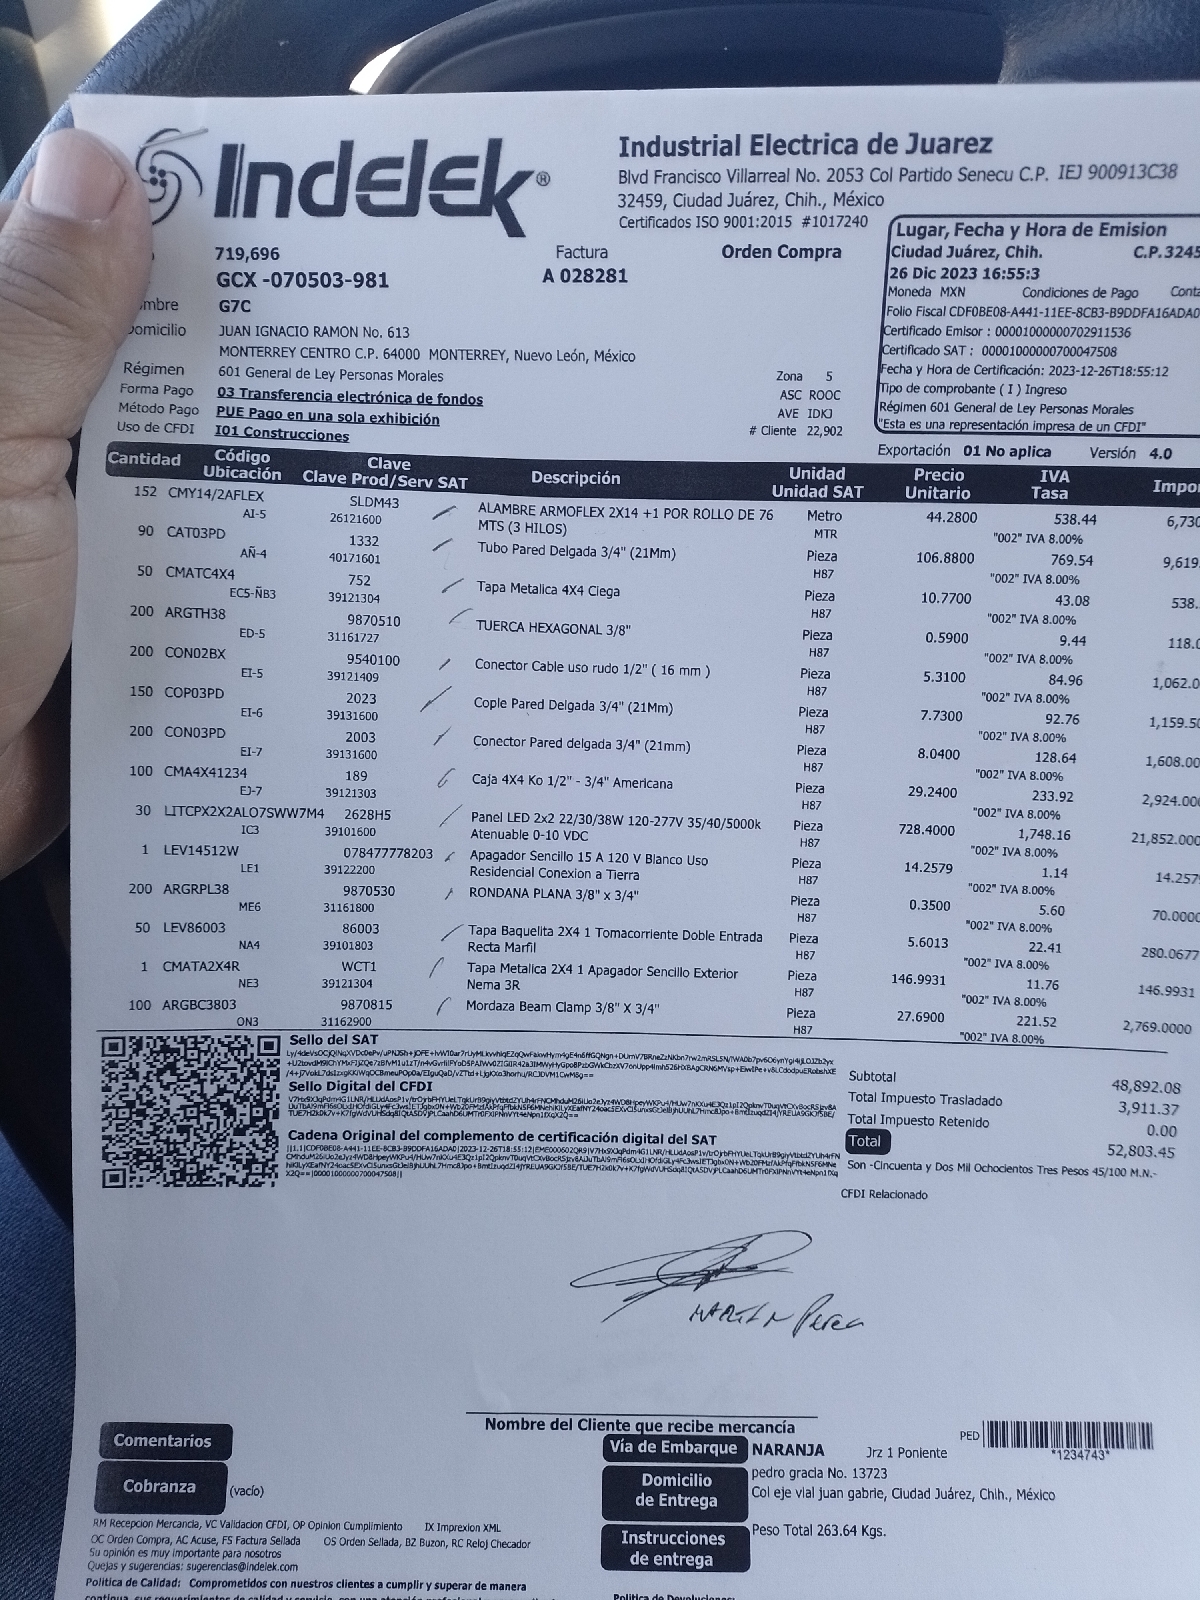 Indelek®
Industrial Electrica de Juarez
Blvd Francisco Villarreal No. 2053 Col Partido Senecu C.P. IEJ 900913C38
32459, Ciudad Juárez, Chih., México
Certificados ISO 9001:2015 #1017240
719,696 Factura Orden Compra
GCX -070503-981 A 028281
G7C
Domicilio JUAN IGNACIO RAMON No. 613
MONTERREY CENTRO C.P. 64000 MONTERREY, Nuevo León, México
Régimen 601 General de Ley Personas Morales
Forma Pago 03 Transferencia electrónica de fondos
Método Pago PUE Pago en una sola exhibición
Uso de CFDI I01 Construcciones
Zona 5
ASC ROOC
AVE IDKJ
# Cliente 22,902
Lugar, Fecha y Hora de Emision
Ciudad Juárez, Chih. C.P.3245
26 Dic 2023 16:55:3
Moneda MXN Condiciones de Pago Conta
Folio Fiscal CDF0BE08-A441-11EE-8CB3-B9DDFA16ADA0
Certificado Emisor : 00001000000702911536
Certificado SAT : 00001000000700047508
Fecha y Hora de Certificación: 2023-12-26T18:55:12
Tipo de comprobante ( I ) Ingreso
Régimen 601 General de Ley Personas Morales
"Esta es una representación impresa de un CFDI"
Exportación 01 No aplica Versión 4.0
Cantidad Código Clave Descripción Unidad Precio IVA Impor
Ubicación Clave Prod/Serv SAT Unidad SAT Unitario Tasa
152 CMY14/2AFLEX SLDM43 ALAMBRE ARMOFLEX 2X14 +1 POR ROLLO DE 76 Metro 44.2800 538.44 6,730
AI-5 26121600 MTS (3 HILOS) MTR "002" IVA 8.00%
90 CAT03PD 1332 Tubo Pared Delgada 3/4" (21Mm) Pieza 106.8800 769.54 9,619
AÑ-4 40171601 H87 "002" IVA 8.00%
50 CMATC4X4 752 Tapa Metalica 4X4 Ciega Pieza 10.7700 43.08 538.
EC5-ÑB3 39121304 H87 "002" IVA 8.00%
200 ARGTH38 9870510 TUERCA HEXAGONAL 3/8" Pieza 0.5900 9.44 118.0
ED-5 31161727 H87 "002" IVA 8.00%
200 CON02BX 9540100 Conector Cable uso rudo 1/2" ( 16 mm ) Pieza 5.3100 84.96 1,062.0
EI-5 39121409 H87 "002" IVA 8.00%
150 COP03PD 2023 Cople Pared Delgada 3/4" (21Mm) Pieza 7.7300 92.76 1,159.50
EI-6 39131600 H87 "002" IVA 8.00%
200 CON03PD 2003 Conector Pared delgada 3/4" (21mm) Pieza 8.0400 128.64 1,608.00
EI-7 39131600 H87 "002" IVA 8.00%
100 CMA4X41234 189 Caja 4X4 Ko 1/2" - 3/4" Americana Pieza 29.2400 233.92 2,924.000
EJ-7 39121303 H87 "002" IVA 8.00%
30 LITCPX2X2ALO7SWW7M4 2628H5 Panel LED 2x2 22/30/38W 120-277V 35/40/5000k Pieza 728.4000 1,748.16 21,852.000
IC3 39101600 Atenuable 0-10 VDC H87 "002" IVA 8.00%
1 LEV14512W 078477778203 Apagador Sencillo 15 A 120 V Blanco Uso Pieza 14.2579 1.14 14.257
LE1 39122200 Residencial Conexion a Tierra H87 "002" IVA 8.00%
200 ARGRPL38 9870530 RONDANA PLANA 3/8" x 3/4" Pieza 0.3500 5.60 70.0000
ME6 31161800 H87 "002" IVA 8.00%
50 LEV86003 86003 Tapa Baquelita 2X4 1 Tomacorriente Doble Entrada Pieza 5.6013 22.41 280.0677
NA4 39101803 Recta Marfil H87 "002" IVA 8.00%
1 CMATA2X4R WCT1 Tapa Metalica 2X4 1 Apagador Sencillo Exterior Pieza 146.9931 11.76 146.9931
NE3 39121304 Nema 3R H87 "002" IVA 8.00%
100 ARGBC3803 9870815 Mordaza Beam Clamp 3/8" X 3/4" Pieza 27.6900 221.52 2,769.0000
ON3 31162900 H87 "002" IVA 8.00%
Sello del SAT
Sello Digital del CFDI
Cadena Original del complemento de certificación digital del SAT
Subtotal 48,892.08
Total Impuesto Trasladado 3,911.37
Total Impuesto Retenido 0.00
Total 52,803.45
Son -Cincuenta y Dos Mil Ochocientos Tres Pesos 45/100 M.N.-
CFDI Relacionado
Nombre del Cliente que recibe mercancía
Comentarios
Cobranza (vacío)
Vía de Embarque NARANJA Jrz 1 Poniente
PED *1234743*
Domicilio de Entrega pedro gracia No. 13723
Col eje vial juan gabrie, Ciudad Juárez, Chih., México
Instrucciones de entrega Peso Total 263.64 Kgs.
RM Recepcion Mercancia, VC Validacion CFDI, OP Opinion Cumplimiento IX Imprexion XML
OC Orden Compra, AC Acuse, FS Factura Sellada OS Orden Sellada, BZ Buzon, RC Reloj Checador
Su opinión es muy importante para nosotros
Quejas y sugerencias: sugerencias@indelek.com
Política de Calidad: Comprometidos con nuestros clientes a cumplir y superar de manera